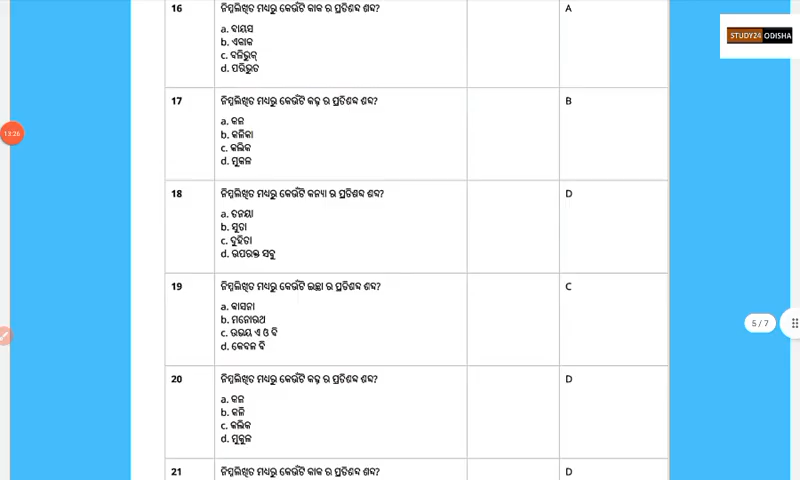 16 ନିମ୍ନଲିଖିତ ମଧ୍ୟରୁ କେଉଁଟି କାକ ର ପ୍ରତିଶବ୍ଦ ଶବ୍ଦ? A
a. ବାୟସ
b. ଏକାକ
c. ବଳିଭୁକ୍
d. ପରିଭୁତ
STUDY24 ODISHA
17 ନିମ୍ନଲିଖିତ ମଧ୍ୟରୁ କେଉଁଟି କଢ଼ ର ପ୍ରତିଶବ୍ଦ ଶବ୍ଦ? B
a. କଳ
b. କଳିକା
c. କଲିକ
d. ମୁକଳ
13:26
18 ନିମ୍ନଲିଖିତ ମଧ୍ୟରୁ କେଉଁଟି କନ୍ୟା ର ପ୍ରତିଶବ୍ଦ ଶବ୍ଦ? D
a. ତନୟା
b. ସୁତା
c. ଦୁହିତା
d. ଉପରକ୍ତ ସବୁ
19 ନିମ୍ନଲିଖିତ ମଧ୍ୟରୁ କେଉଁଟି ଇଚ୍ଛା ର ପ୍ରତିଶବ୍ଦ ଶବ୍ଦ? C
a. ବାସନା
b. ମନୋରଥ
c. ଉଭୟ ଏ ଓ ବି
d. କେବଳ ବି
5 / 7
20 ନିମ୍ନଲିଖିତ ମଧ୍ୟରୁ କେଉଁଟି କଢ଼ ର ପ୍ରତିଶବ୍ଦ ଶବ୍ଦ? D
a. କଳ
b. କଳି
c. କଲିକ
d. ମୁକୁଳ
21 ନିମ୍ନଲିଖିତ ମଧ୍ୟରୁ କେଉଁଟି କାକ ର ପ୍ରତିଶବ୍ଦ ଶବ୍ଦ? D